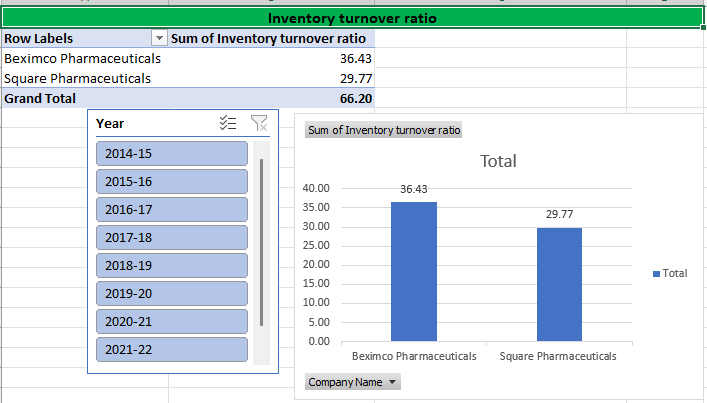 Inventory turnover ratio
Row Labels Sum of Inventory turnover ratio
Beximco Pharmaceuticals 36.43
Square Pharmaceuticals 29.77
Grand Total 66.20
Year
2014-15
2015-16
2016-17
2017-18
2018-19
2019-20
2020-21
2021-22
Sum of Inventory turnover ratio
Total
40.00
35.00
30.00
25.00
20.00
15.00
10.00
5.00
0.00
36.43
29.77
Beximco Pharmaceuticals Square Pharmaceuticals
Total
Company Name